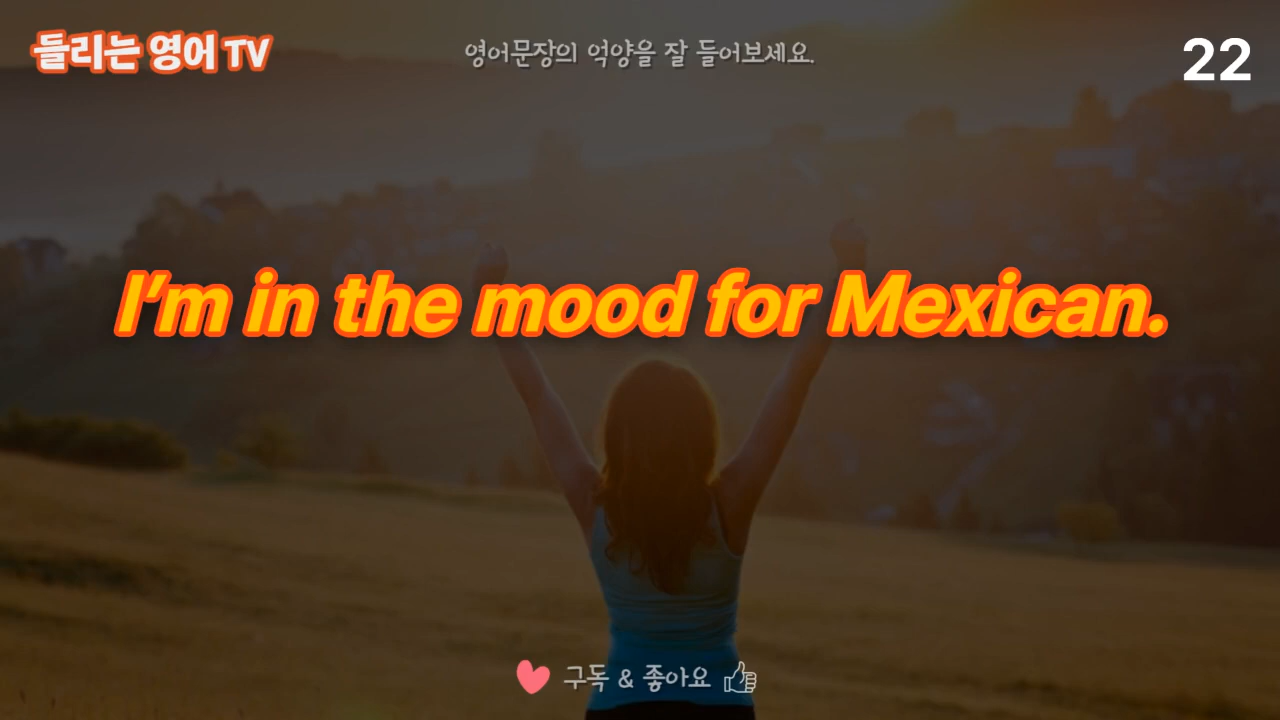 들리는 영어 TV
영어문장의 억양을 잘 들어보세요.
22
I'm in the mood for Mexican.
구독 & 좋아요